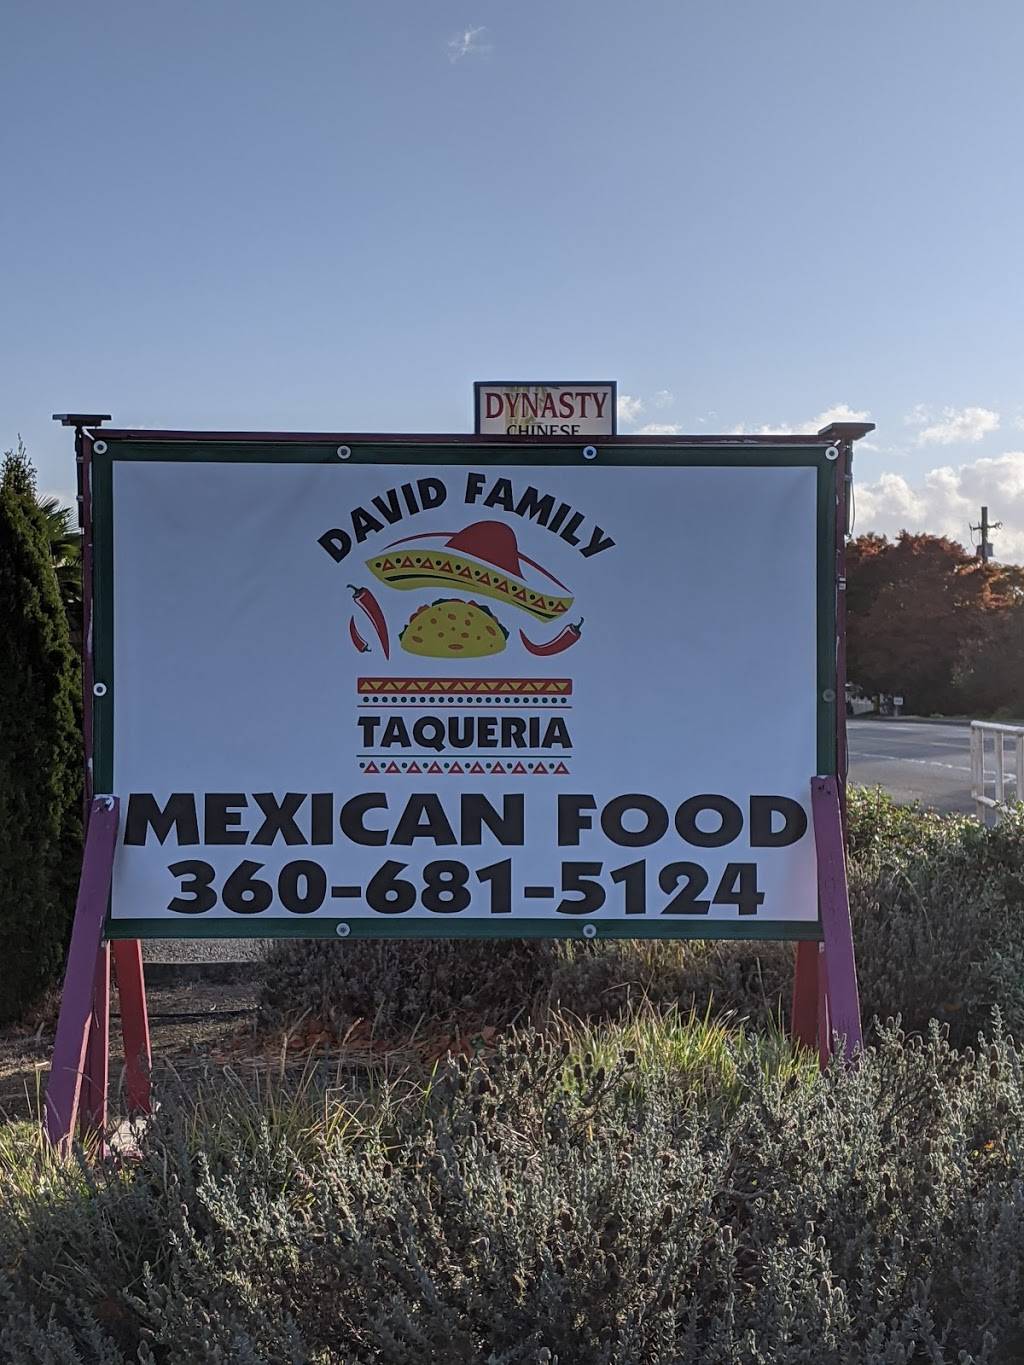 DYNASTY
CHINESE
DAVID FAMILY
TAQUERIA
MEXICAN FOOD
360-681-5124